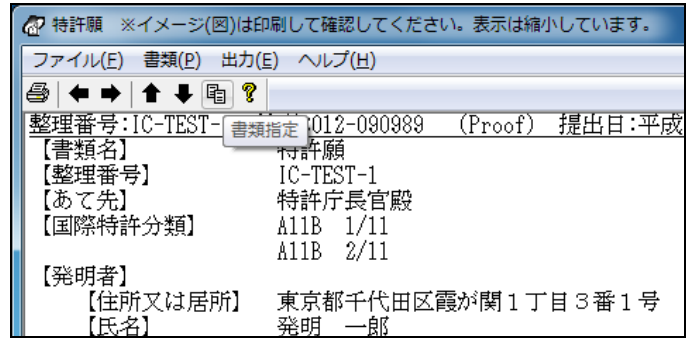 特許願　※イメージ(図)は印刷して確認してください。表示は縮小しています。
ファイル(F)　書類(P)　出力(E)　ヘルプ(H)
整理番号:IC-TEST- 012-090989　(Proof)　提出日:平成
書類指定
【書類名】　特許願
【整理番号】　IC-TEST-1
【あて先】　特許庁長官殿
【国際特許分類】　A11B　1/11
A11B　2/11
【発明者】
【住所又は居所】　東京都千代田区霞が関１丁目３番１号
【氏名】　発明　一郎